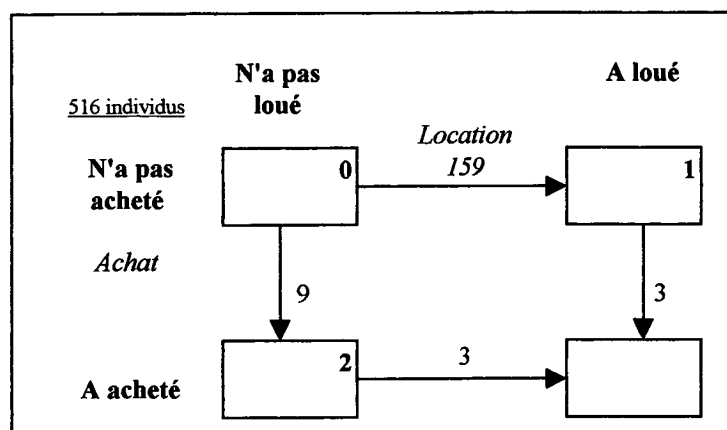 N'a pas
loué
A loué
516 individus
Location
159
N'a pas
acheté
0
1
Achat
9
3
A acheté
2
3